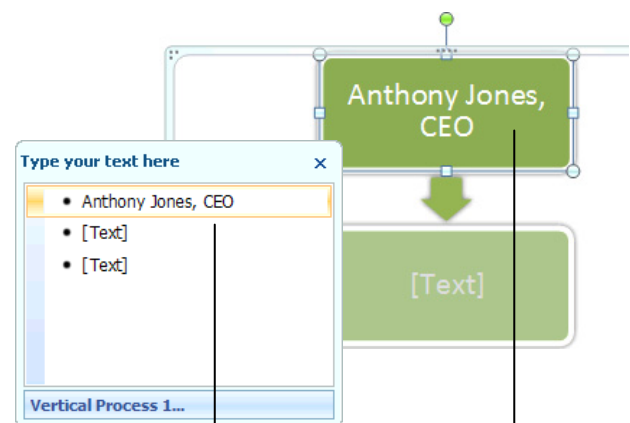 Anthony Jones,
CEO
Type your text here
Anthony Jones, CEO
[Text]
[Text]
[Text]
Vertical Process 1...